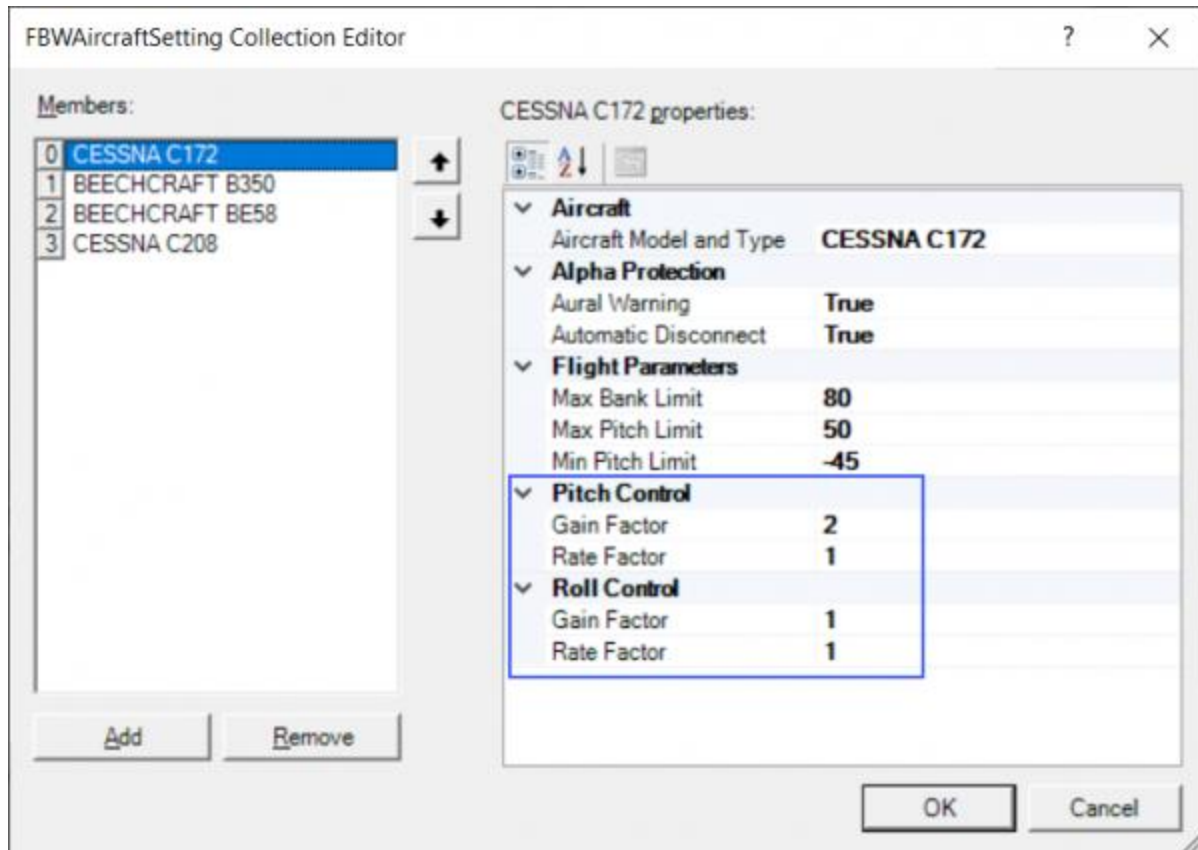 FBWAircraftSetting Collection Editor
?
Members:
0 CESSNA C172
1 BEECHCRAFT B350
2 BEECHCRAFT BE58
3 CESSNA C208
Add Remove
CESSNA C172 properties:
Aircraft
Aircraft Model and Type CESSNA C172
Alpha Protection
Aural Warning True
Automatic Disconnect True
Flight Parameters
Max Bank Limit 80
Max Pitch Limit 50
Min Pitch Limit -45
Pitch Control
Gain Factor 2
Rate Factor 1
Roll Control
Gain Factor 1
Rate Factor 1
OK Cancel